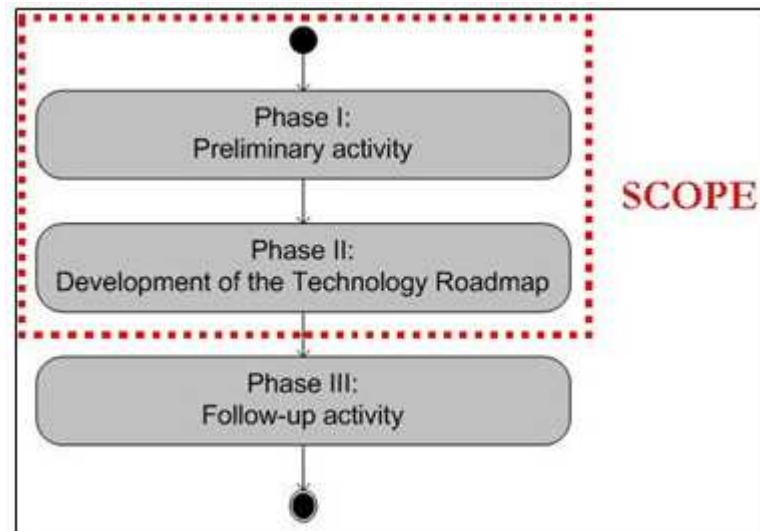 Phase I:
Preliminary activity
SCOPE
Phase II:
Development of the Technology Roadmap
Phase III:
Follow-up activity